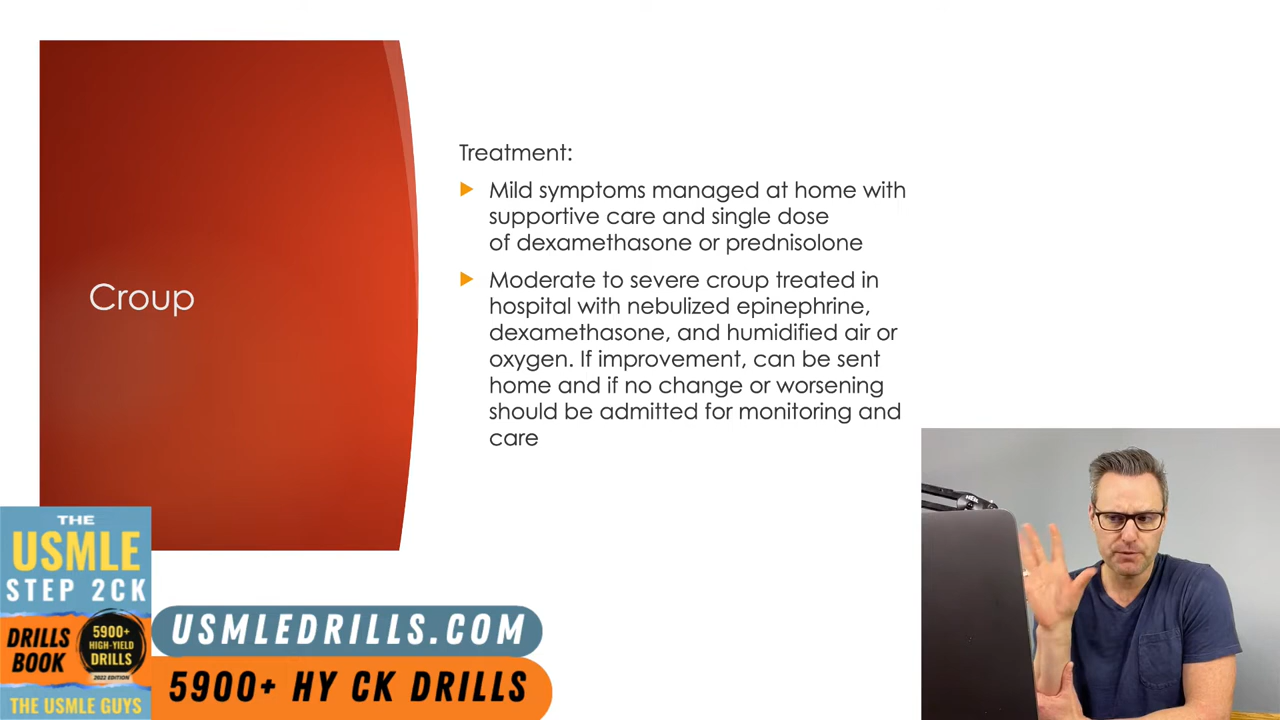 Croup
Treatment:
Mild symptoms managed at home with
supportive care and single dose
of dexamethasone or prednisolone
Moderate to severe croup treated in
hospital with nebulized epinephrine,
dexamethasone, and humidified air or
oxygen. If improvement, can be sent
home and if no change or worsening
should be admitted for monitoring and
care
THE
USMLE
STEP 2CK
DRILLS
BOOK
5900+
HIGH-YIELD
DRILLS
2022 EDITION
THE USMLE GUYS
USMLEDRILLS.COM
5900+ HY CK DRILLS
HEIL